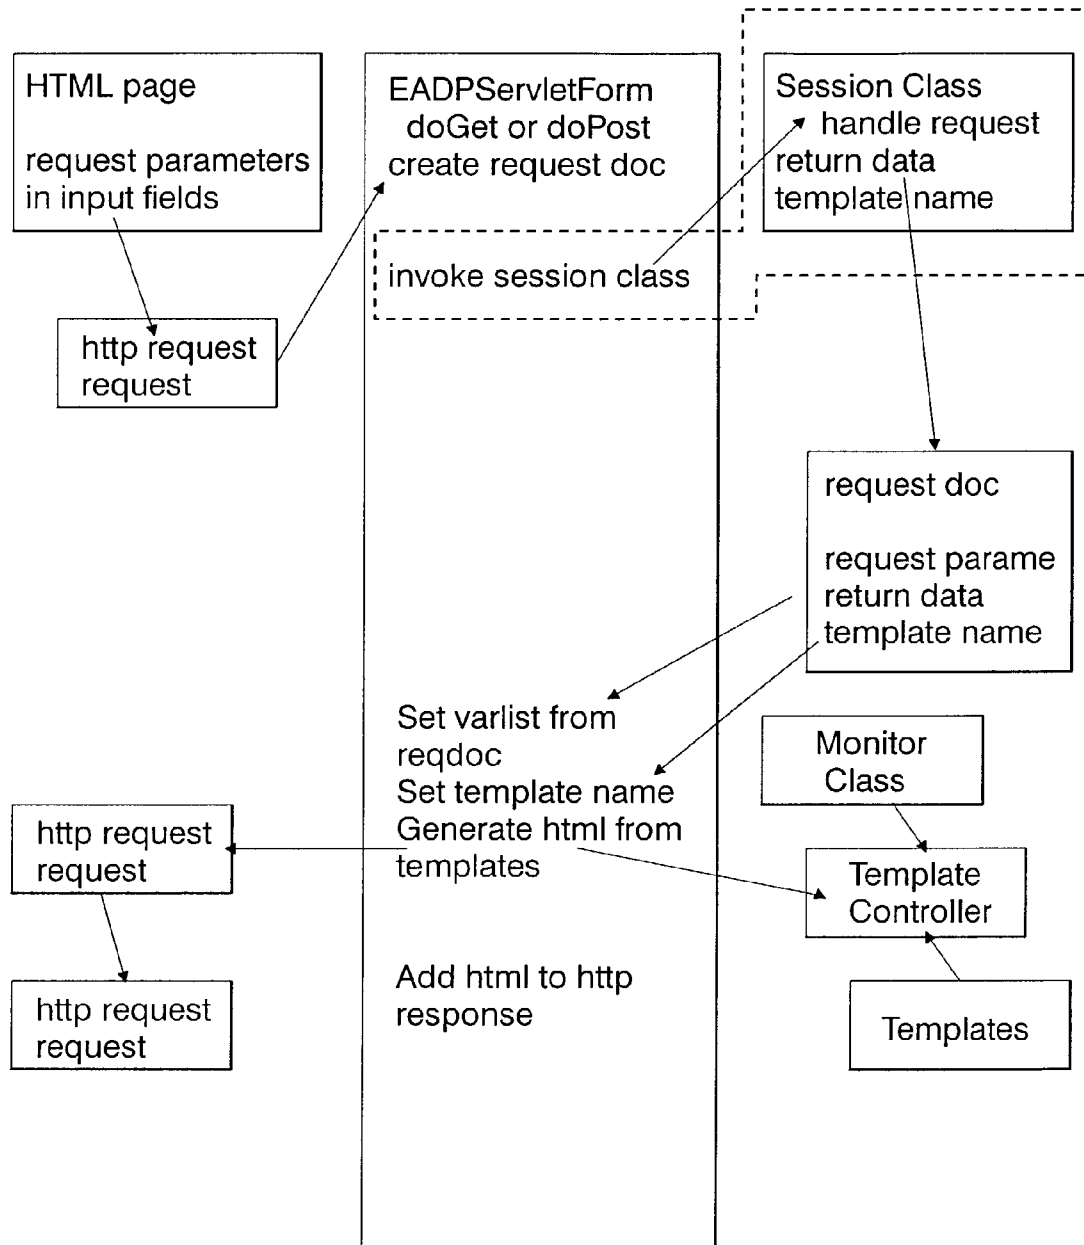 HTML page
request parameters
in input fields
http request
request
EADPServletForm
doGet or doPost
create request doc
invoke session class
Session Class
handle request
return data
template name
request doc
request parame
return data
template name
Set varlist from
reqdoc
Set template name
Generate html from
templates
Add html to http
response
Monitor
Class
Template
Controller
Templates
http request
request
http request
request